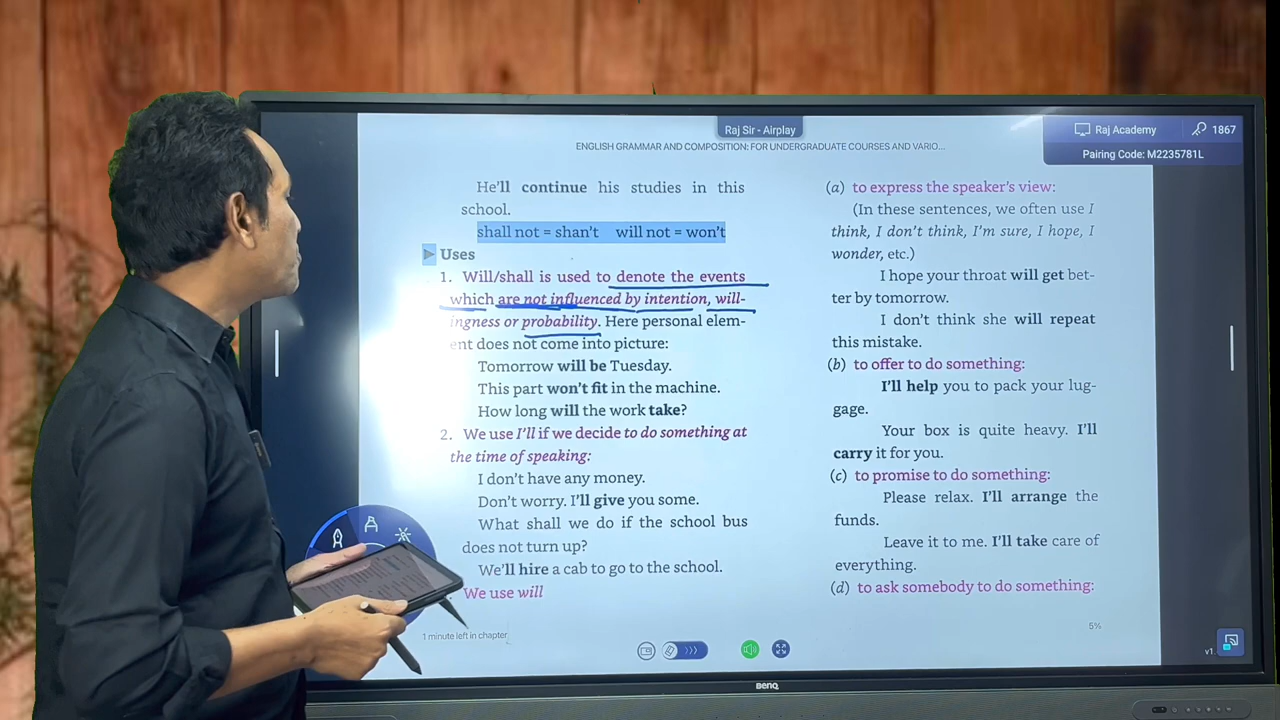 Raj Sir - Airplay
Raj Academy
1867
Pairing Code: M2235781L
ENGLISH GRAMMAR AND COMPOSITION: FOR UNDERGRADUATE COURSES AND VARIO...
He'll continue his studies in this
school.
shall not = shan't will not = won't
Uses
1. Will/shall is used to denote the events
which are not influenced by intention, will-
ingness or probability. Here personal elem-
ent does not come into picture:
Tomorrow will be Tuesday.
This part won't fit in the machine.
How long will the work take?
2. We use I'll if we decide to do something at
the time of speaking:
I don't have any money.
Don't worry. I'll give you some.
What shall we do if the school bus
does not turn up?
We'll hire a cab to go to the school.
We use will
1 minute left in chapter
(a) to express the speaker's view:
(In these sentences, we often use I
think, I don't think, I'm sure, I hope, I
wonder, etc.)
I hope your throat will get bet-
ter by tomorrow.
I don't think she will repeat
this mistake.
(b) to offer to do something:
I'll help you to pack your lug-
gage.
Your box is quite heavy. I'll
carry it for you.
(c) to promise to do something:
Please relax. I'll arrange the
funds.
Leave it to me. I'll take care of
everything.
(d) to ask somebody to do something:
5%
v1.
BenQ